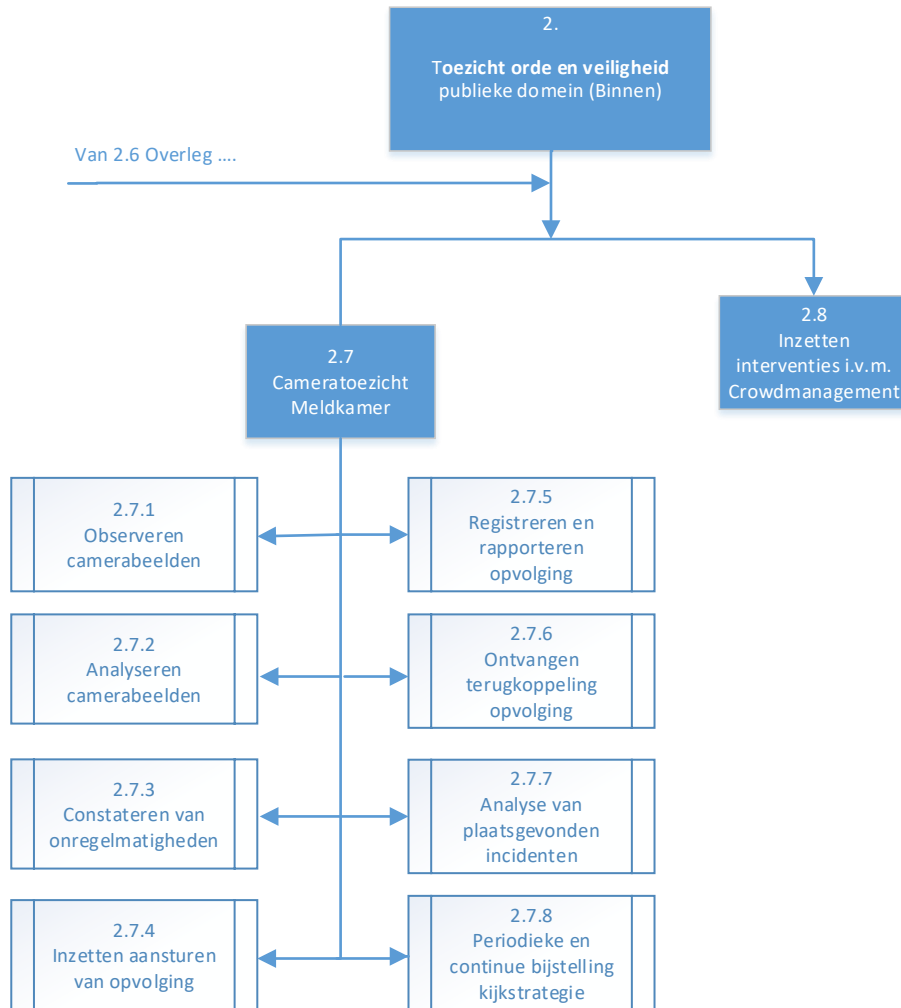 2.
Toezicht orde en veiligheid
publieke domein (Binnen)
Van 2.6 Overleg ....
2.8
Inzetten
interventies i.v.m.
Crowdmanagement
2.7
Cameratoezicht
Meldkamer
2.7.1
Observeren
camerabeelden
2.7.5
Registreren en
rapporteren
opvolging
2.7.2
Analyseren
camerabeelden
2.7.6
Ontvangen
terugkoppeling
opvolging
2.7.3
Constateren van
onregelmatigheden
2.7.7
Analyse van
plaatsgevonden
incidenten
2.7.4
Inzetten aansturen
van opvolging
2.7.8
Periodieke en
continue bijstelling
kijkstrategie